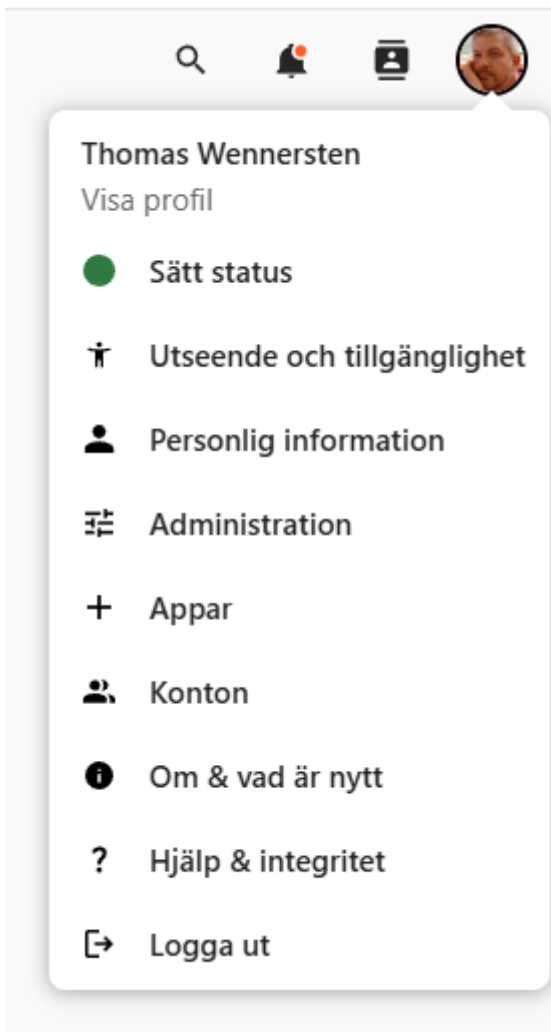 Thomas Wennersten
Visa profil
Sätt status
Utseende och tillgänglighet
Personlig information
Administration
Appar
Konton
Om & vad är nytt
Hjälp & integritet
Logga ut